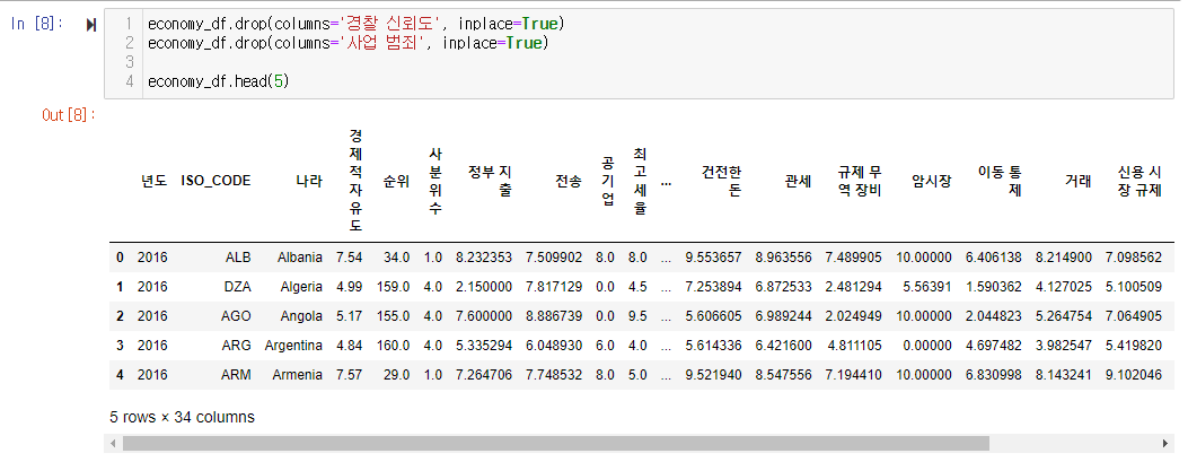 In [8]:
1 economy_df.drop(columns='경찰 신뢰도', inplace=True)
2 economy_df.drop(columns='사업 범죄', inplace=True)
3
4 economy_df.head(5)
Out[8]:
년도 ISO_CODE 나라 경제적자유도 순위 사분위수 정부 지출 전송 공기업 최고세율 ... 건전한 돈 관세 규제 무역 장비 암시장 이동 통제 거래 신용 시장 규제
0 2016 ALB Albania 7.54 34.0 1.0 8.232353 7.509902 8.0 8.0 ... 9.553657 8.963556 7.489905 10.00000 6.406138 8.214900 7.098562
1 2016 DZA Algeria 4.99 159.0 4.0 2.150000 7.817129 0.0 4.5 ... 7.253894 6.872533 2.481294 5.56391 1.590362 4.127025 5.100509
2 2016 AGO Angola 5.17 155.0 4.0 7.600000 8.886739 0.0 9.5 ... 5.606605 6.989244 2.024949 10.00000 2.044823 5.264754 7.064905
3 2016 ARG Argentina 4.84 160.0 4.0 5.335294 6.048930 6.0 4.0 ... 5.614336 6.421600 4.811105 0.00000 4.697482 3.982547 5.419820
4 2016 ARM Armenia 7.57 29.0 1.0 7.264706 7.748532 8.0 5.0 ... 9.521940 8.547556 7.194410 10.00000 6.830998 8.143241 9.102046
5 rows × 34 columns